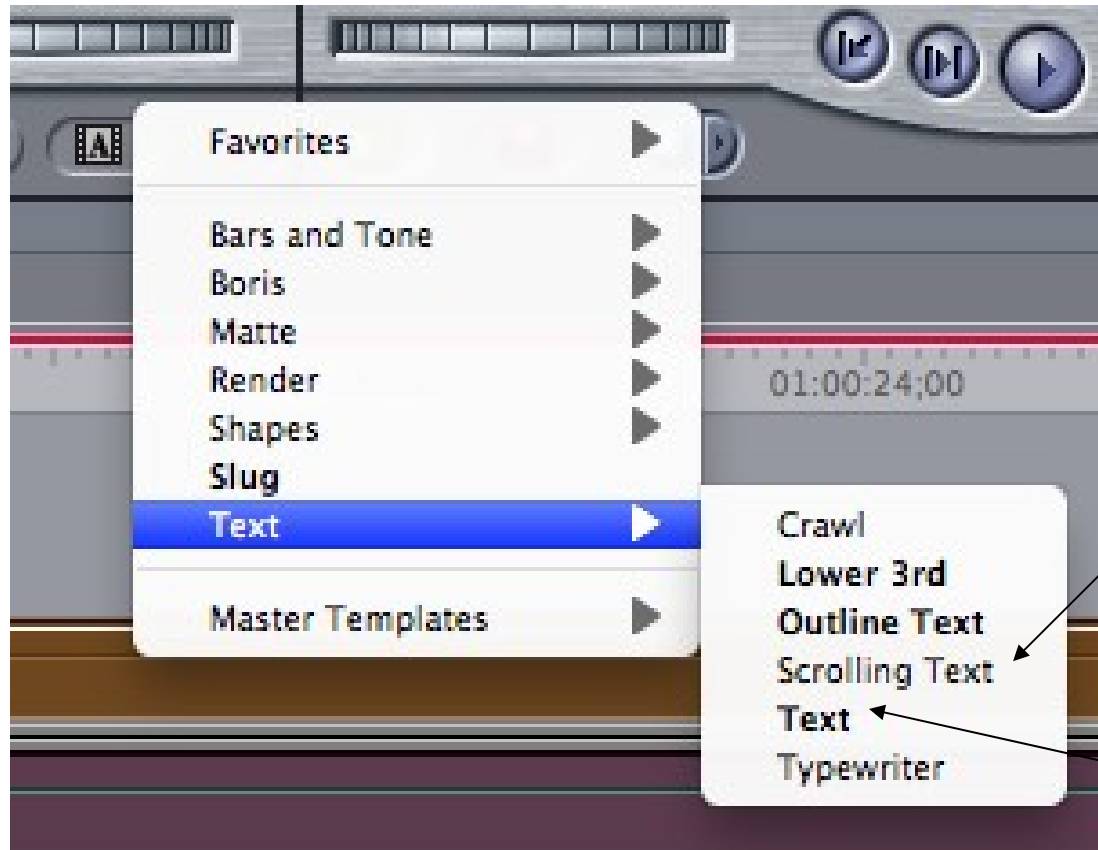 A
Favorites
Bars and Tone
Boris
Matte
Render
01:00:24;00
Shapes
Slug
Text
Crawl
Lower 3rd
Outline Text
Master Templates
Scrolling Text
Text
Typewriter